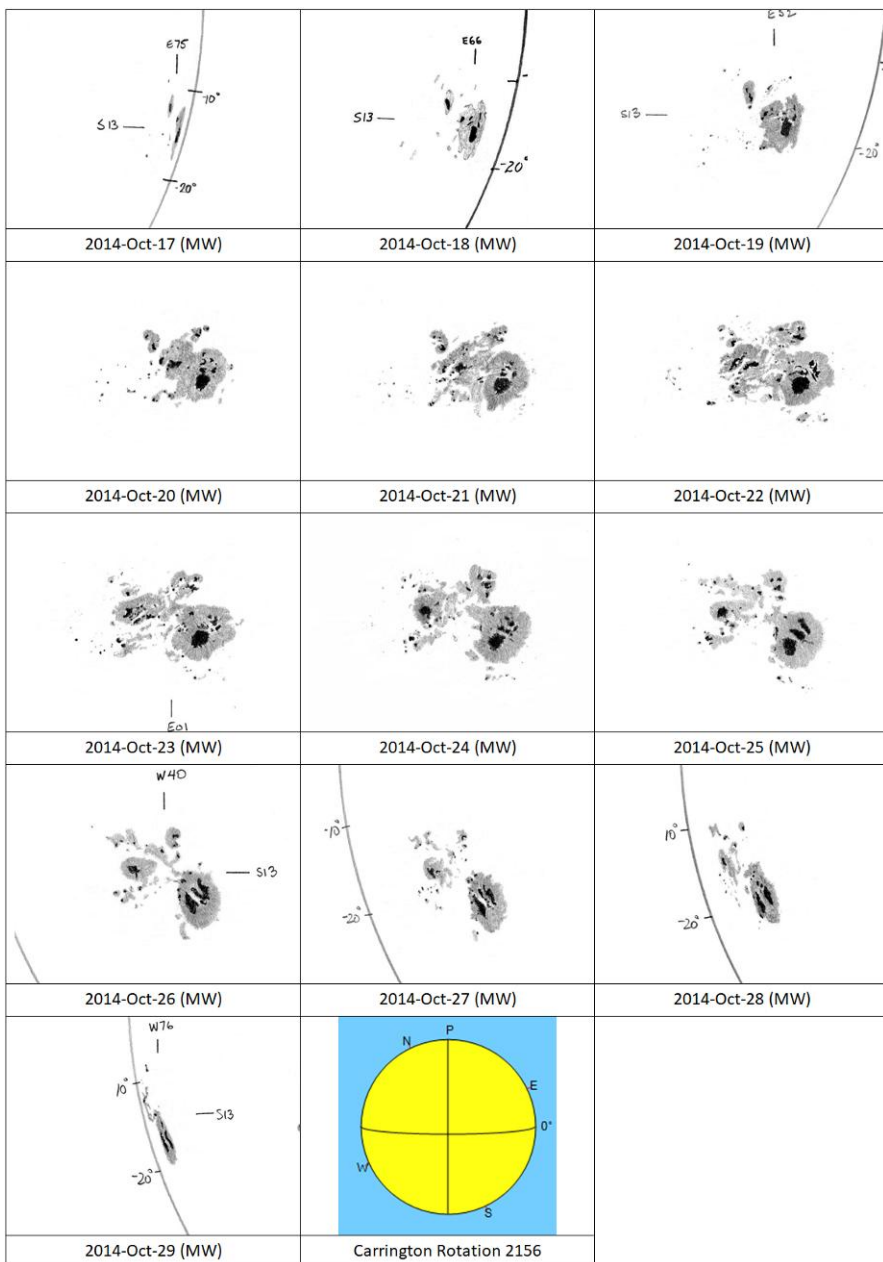 E75
-10°
S13
-20°
2014-Oct-17 (MW)
E66
S13
-20°
2014-Oct-18 (MW)
E52
S13
-20°
2014-Oct-19 (MW)
2014-Oct-20 (MW)
2014-Oct-21 (MW)
2014-Oct-22 (MW)
E01
2014-Oct-23 (MW)
2014-Oct-24 (MW)
2014-Oct-25 (MW)
W40
S13
2014-Oct-26 (MW)
-10°
-20°
2014-Oct-27 (MW)
10°
-20°
2014-Oct-28 (MW)
W76
10°
S13
-20°
2014-Oct-29 (MW)
P
N
E
0°
W
S
Carrington Rotation 2156